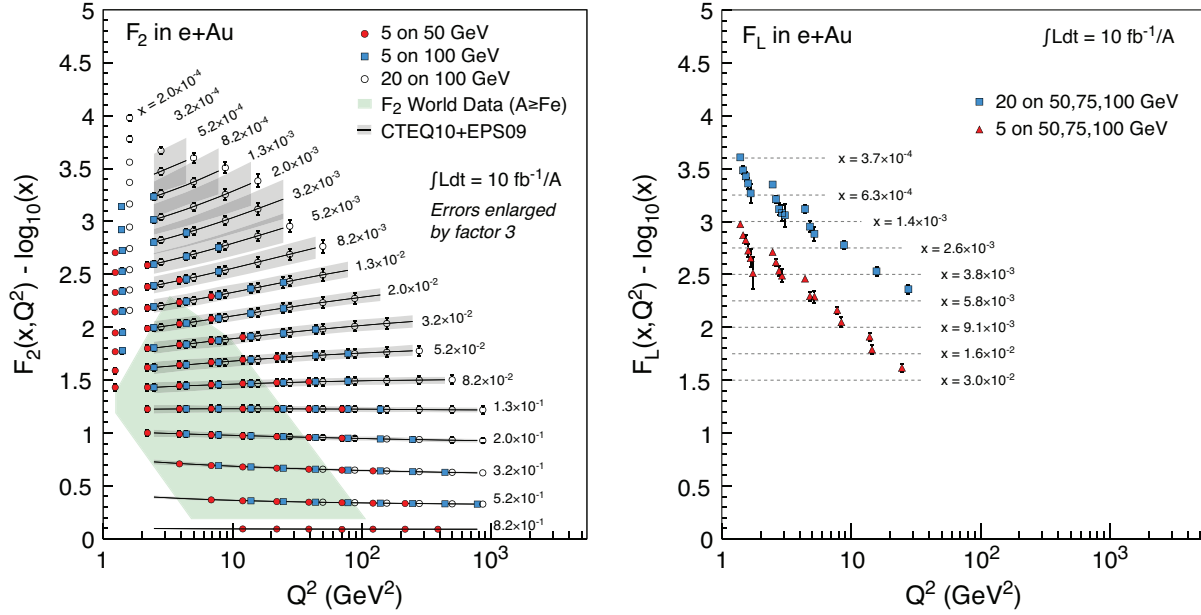 F₂ in e+Au
5 on 50 GeV
5 on 100 GeV
20 on 100 GeV
F₂ World Data (A≥Fe)
CTEQ10+EPS09
∫Ldt = 10 fb⁻¹/A
Errors enlarged
by factor 3
x = 2.0×10⁻⁴
3.2×10⁻⁴
5.2×10⁻⁴
8.2×10⁻⁴
1.3×10⁻³
2.0×10⁻³
3.2×10⁻³
5.2×10⁻³
8.2×10⁻³
1.3×10⁻²
2.0×10⁻²
3.2×10⁻²
5.2×10⁻²
8.2×10⁻²
1.3×10⁻¹
2.0×10⁻¹
3.2×10⁻¹
5.2×10⁻¹
8.2×10⁻¹
F₂(x,Q²) - log₁₀(x)
5
4.5
4
3.5
3
2.5
2
1.5
1
0.5
0
1 10 10² 10³
Q² (GeV²)
F_L in e+Au
∫Ldt = 10 fb⁻¹/A
20 on 50,75,100 GeV
5 on 50,75,100 GeV
x = 3.7×10⁻⁴
x = 6.3×10⁻⁴
x = 1.4×10⁻³
x = 2.6×10⁻³
x = 3.8×10⁻³
x = 5.8×10⁻³
x = 9.1×10⁻³
x = 1.6×10⁻²
x = 3.0×10⁻²
F_L(x,Q²) - log₁₀(x)
5
4.5
4
3.5
3
2.5
2
1.5
1
0.5
0
1 10 10² 10³
Q² (GeV²)